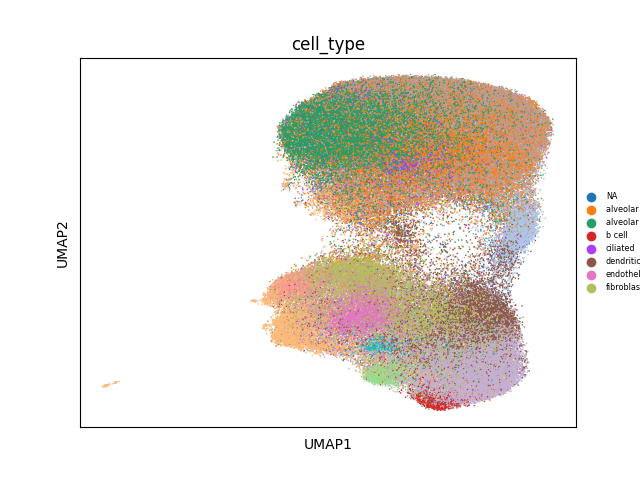 cell_type
UMAP2
NA
alveolar
alveolar
b cell
ciliated
dendritic
endothel
fibroblas
UMAP1